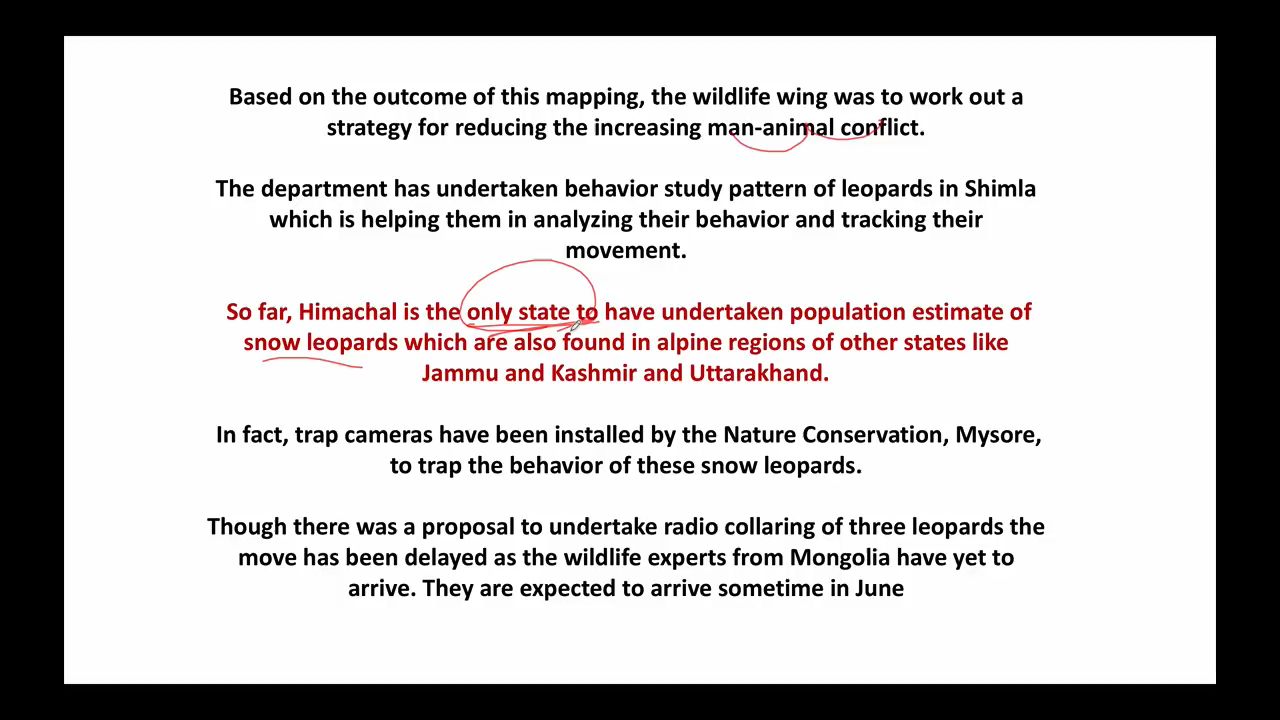 Based on the outcome of this mapping, the wildlife wing was to work out a
strategy for reducing the increasing man-animal conflict.
The department has undertaken behavior study pattern of leopards in Shimla
which is helping them in analyzing their behavior and tracking their
movement.
So far, Himachal is the only state to have undertaken population estimate of
snow leopards which are also found in alpine regions of other states like
Jammu and Kashmir and Uttarakhand.
In fact, trap cameras have been installed by the Nature Conservation, Mysore,
to trap the behavior of these snow leopards.
Though there was a proposal to undertake radio collaring of three leopards the
move has been delayed as the wildlife experts from Mongolia have yet to
arrive. They are expected to arrive sometime in June